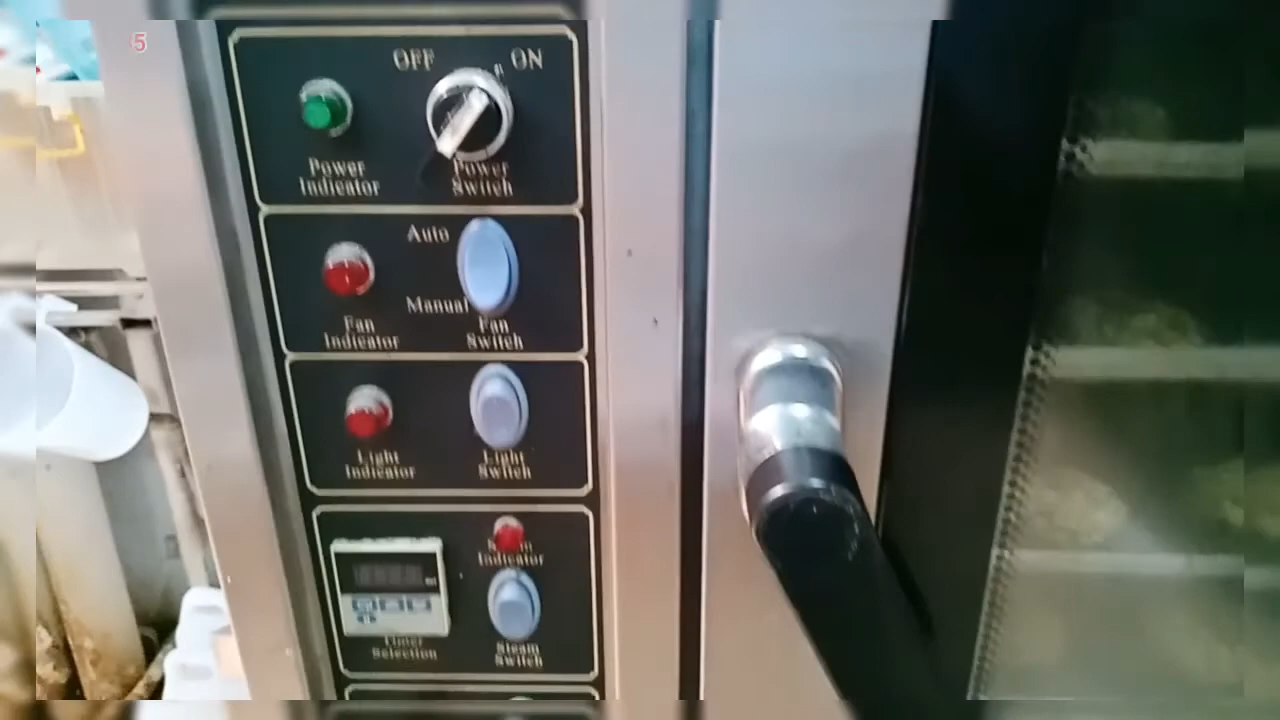 5
OFF
ON
Power
Indicator
Power
Switch
Auto
Manual
Fan
Indicator
Fan
Switch
Light
Indicator
Light
Switch
Indicator
Timer
Selection
Steam
Switch